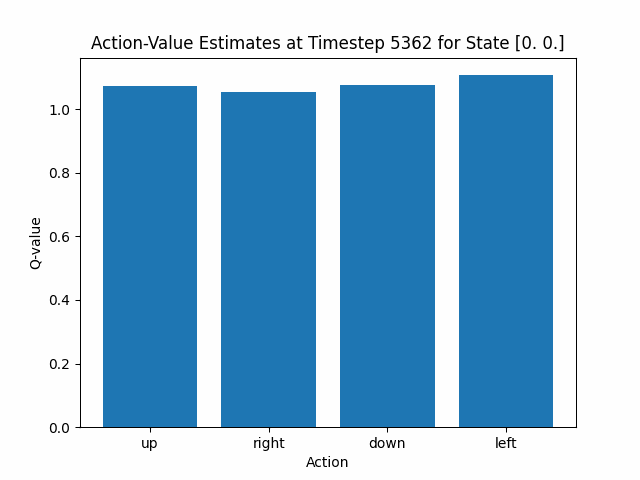 Action-Value Estimates at Timestep 5362 for State [0. 0.]
1.0
0.8
0.6
0.4
0.2
0.0
Q-value
up right down left
Action